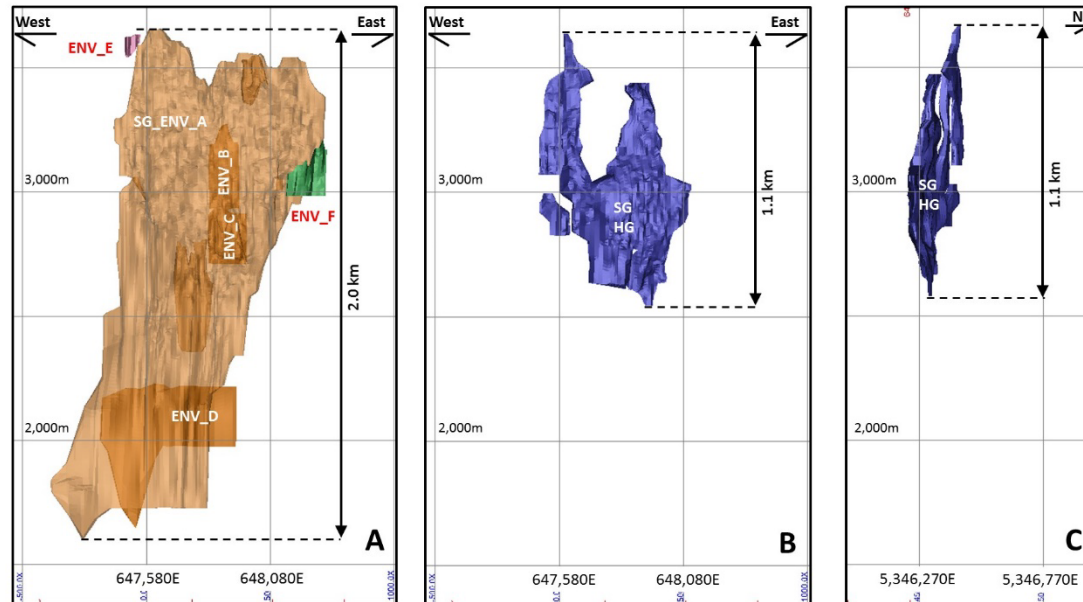 West
East
ENV_E
SG_ENV_A
ENV_B
ENV_C
ENV_F
3,000m
2.0 km
ENV_D
2,000m
A
647,580E
648,080E
West
East
3,000m
SG
HG
1.1 km
2,000m
B
647,580E
648,080E
N
3,000m
SG
HG
1.1 km
2,000m
C
5,346,270E
5,346,770E